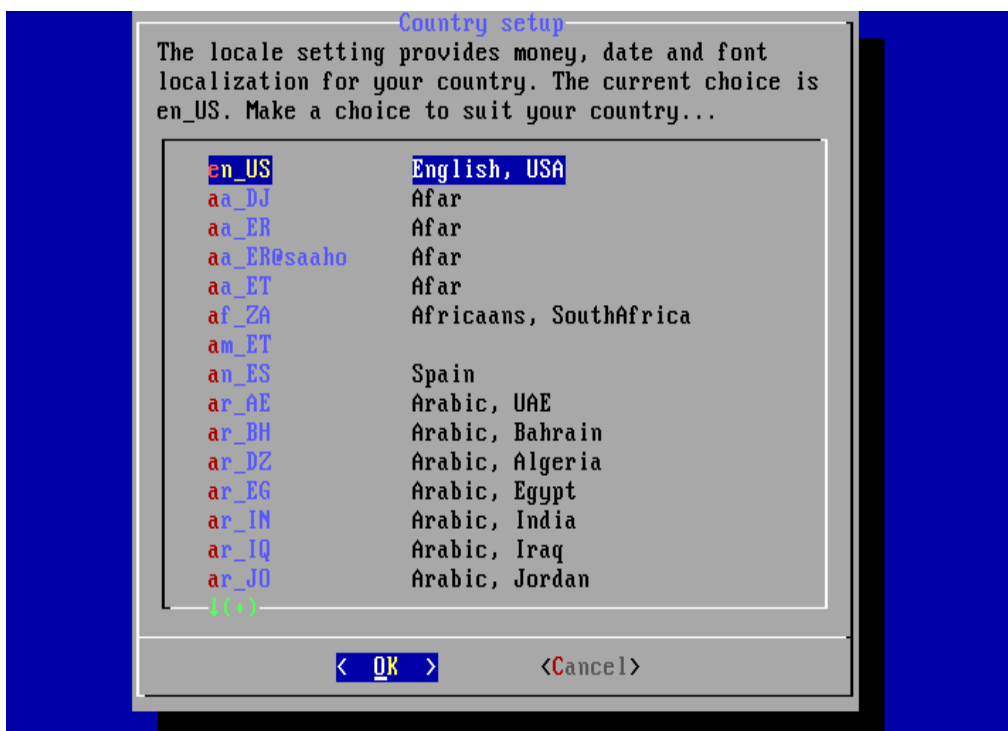 Country setup
The locale setting provides money, date and font
localization for your country. The current choice is
en_US. Make a choice to suit your country...
en_US English, USA
aa_DJ Afar
aa_ER Afar
aa_ER@saaho Afar
aa_ET Afar
af_ZA Africaans, SouthAfrica
am_ET
an_ES Spain
ar_AE Arabic, UAE
ar_BH Arabic, Bahrain
ar_DZ Arabic, Algeria
ar_EG Arabic, Egypt
ar_IN Arabic, India
ar_IQ Arabic, Iraq
ar_JO Arabic, Jordan
↓(+)
< OK > <Cancel>